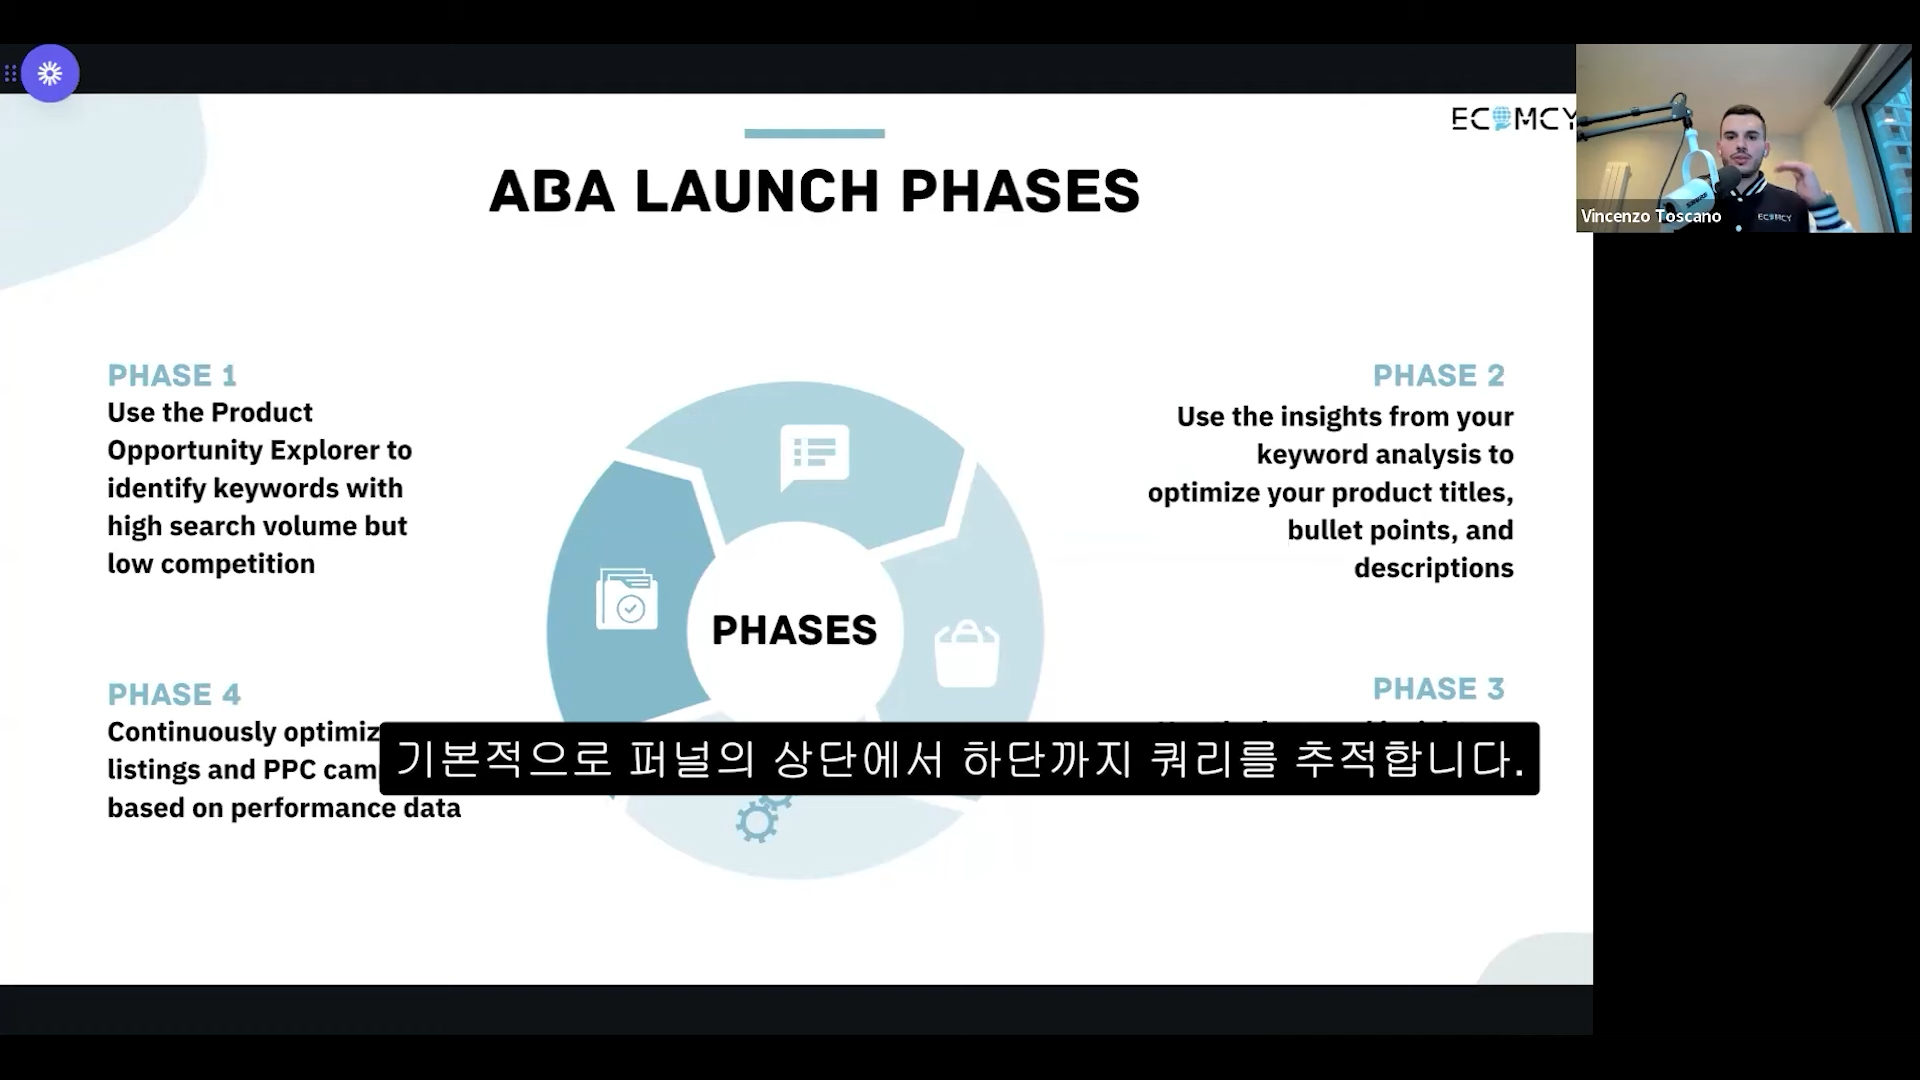 ECOMCY
Vincenzo Toscano
ECOMCY
ABA LAUNCH PHASES
PHASE 1
Use the Product
Opportunity Explorer to
identify keywords with
high search volume but
low competition
PHASE 2
Use the insights from your
keyword analysis to
optimize your product titles,
bullet points, and
descriptions
PHASES
PHASE 4
Continuously optimiz
listings and PPC cam
based on performance data
PHASE 3
기본적으로 퍼널의 상단에서 하단까지 쿼리를 추적합니다.